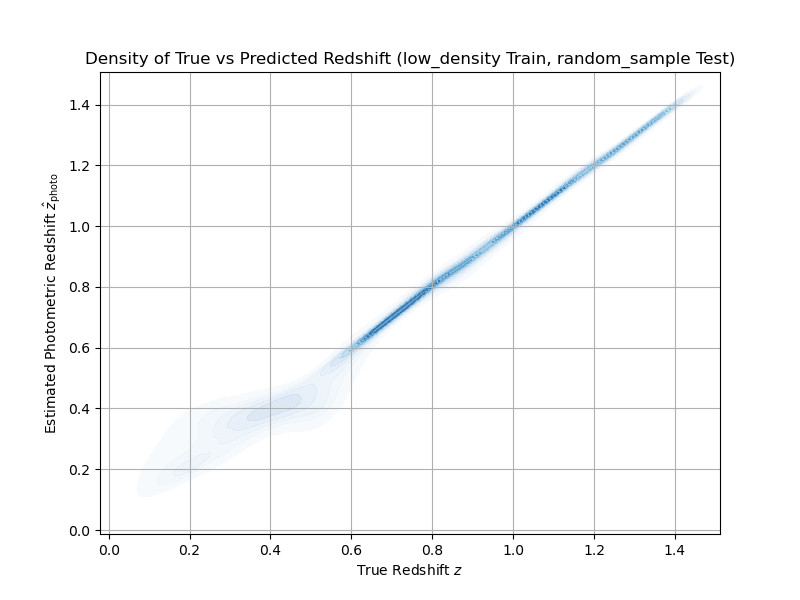 Density of True vs Predicted Redshift (low_density Train, random_sample Test)
Estimated Photometric Redshift ẑ_photo
1.4
1.2
1.0
0.8
0.6
0.4
0.2
0.0
0.0 0.2 0.4 0.6 0.8 1.0 1.2 1.4
True Redshift z